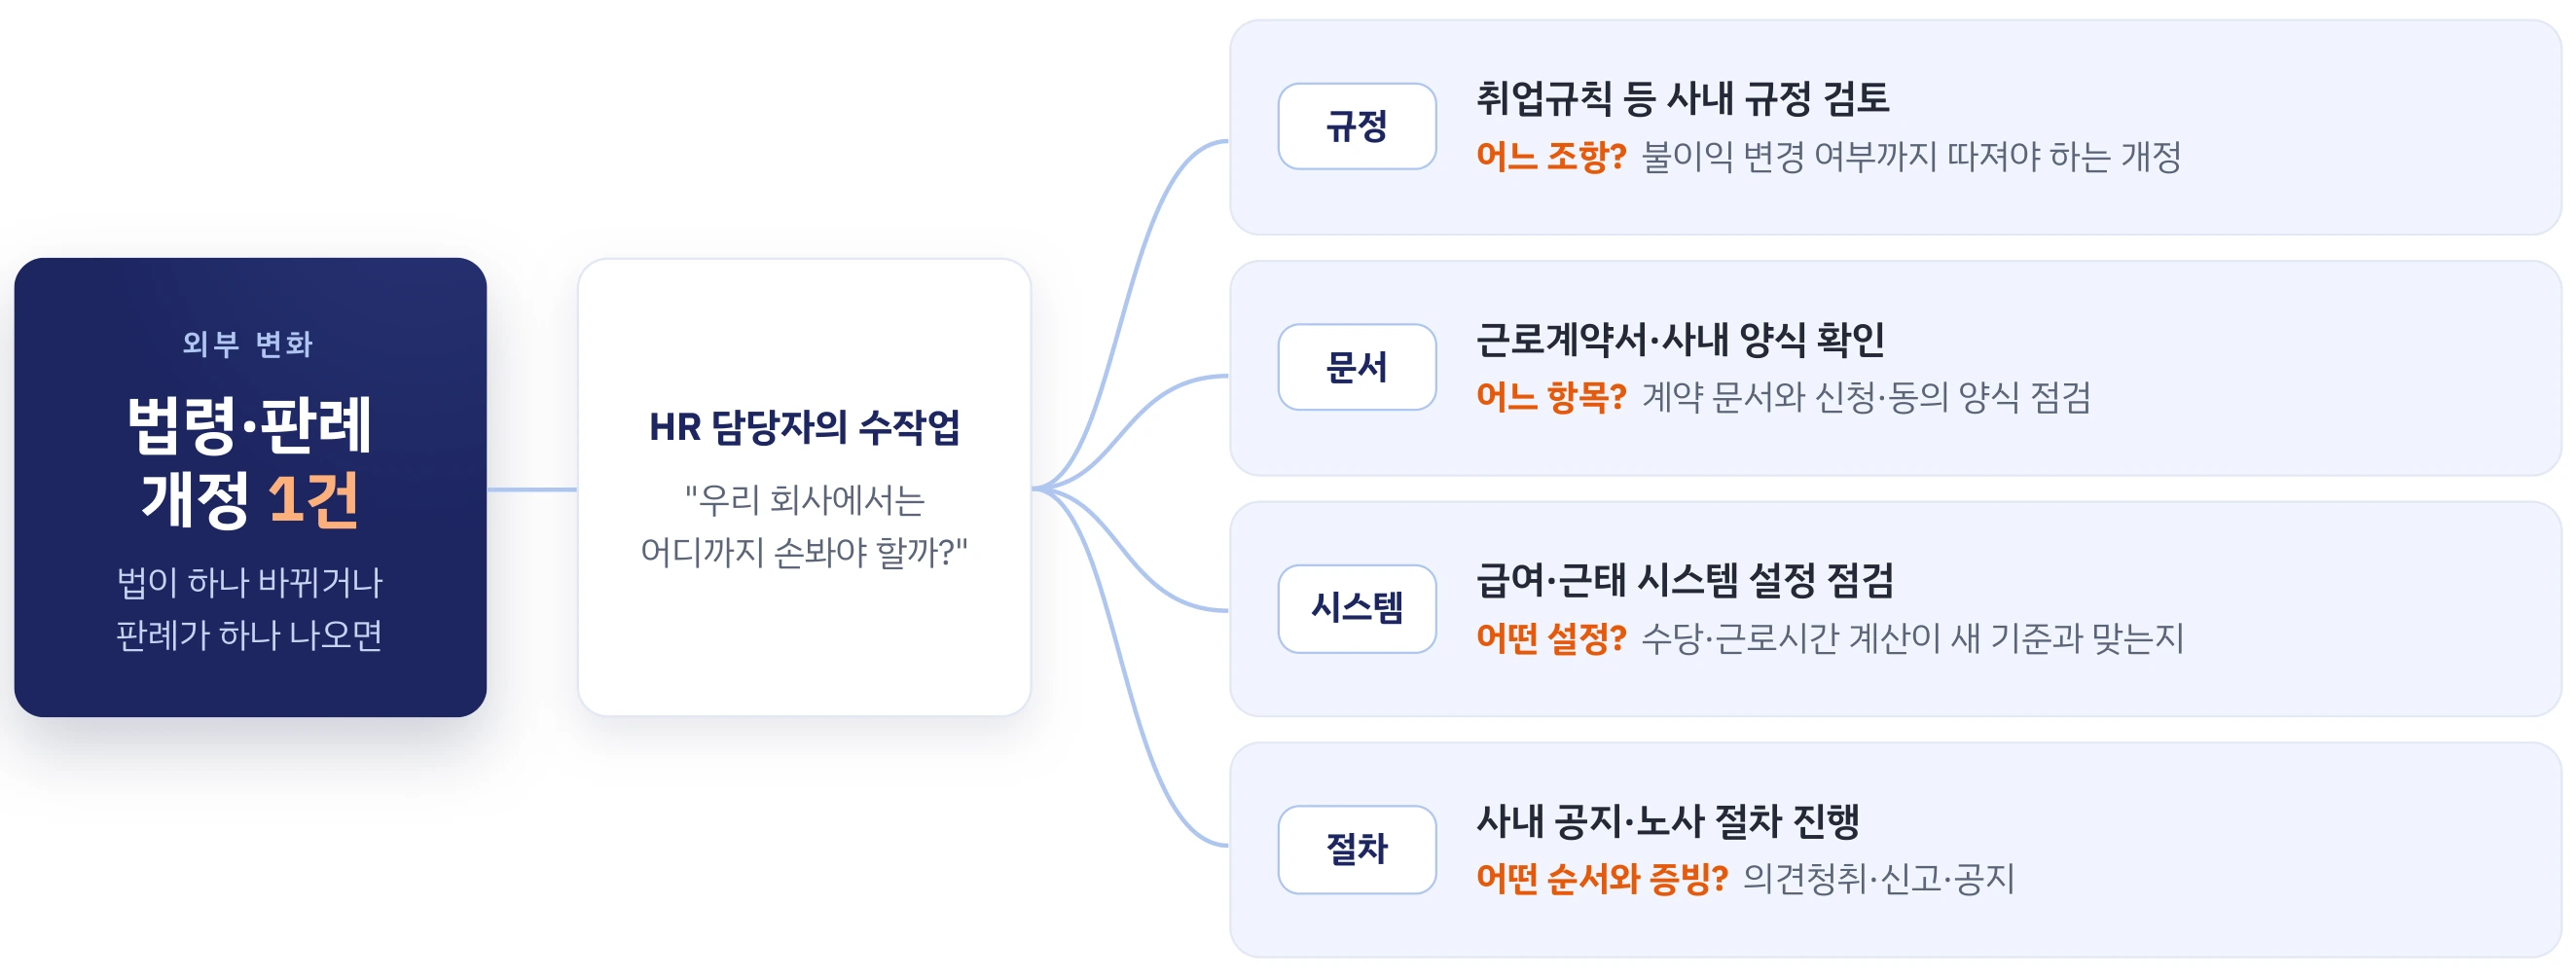 외부 변화
법령·판례
개정 1건
법이 하나 바뀌거나
판례가 하나 나오면
HR 담당자의 수작업
"우리 회사에서는
어디까지 손봐야 할까?"
규정
취업규칙 등 사내 규정 검토
어느 조항? 불이익 변경 여부까지 따져야 하는 개정
문서
근로계약서·사내 양식 확인
어느 항목? 계약 문서와 신청·동의 양식 점검
시스템
급여·근태 시스템 설정 점검
어떤 설정? 수당·근로시간 계산이 새 기준과 맞는지
절차
사내 공지·노사 절차 진행
어떤 순서와 증빙? 의견청취·신고·공지